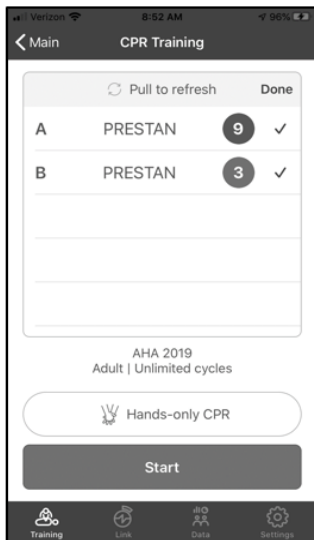 Verizon 8:52 AM 96%
Main CPR Training
Pull to refresh Done
A PRESTAN 9
B PRESTAN 3
AHA 2019
Adult | Unlimited cycles
Hands-only CPR
Start
Training Link Data Settings